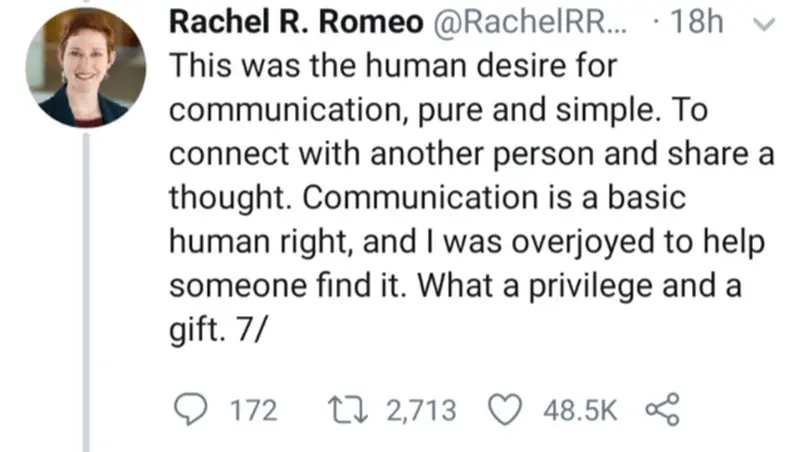 Rachel R. Romeo @RachelRR... · 18h
This was the human desire for
communication, pure and simple. To
connect with another person and share a
thought. Communication is a basic
human right, and I was overjoyed to help
someone find it. What a privilege and a
gift. 7/
172 2,713 48.5K